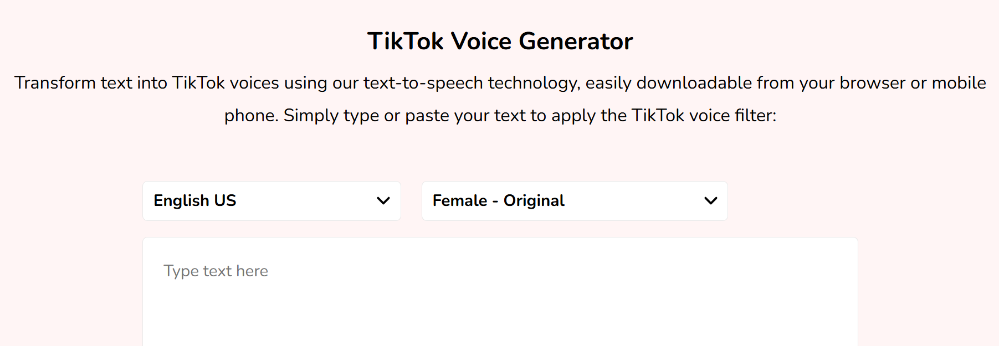 TikTok Voice Generator
Transform text into TikTok voices using our text-to-speech technology, easily downloadable from your browser or mobile
phone. Simply type or paste your text to apply the TikTok voice filter:
English US
Female - Original
Type text here